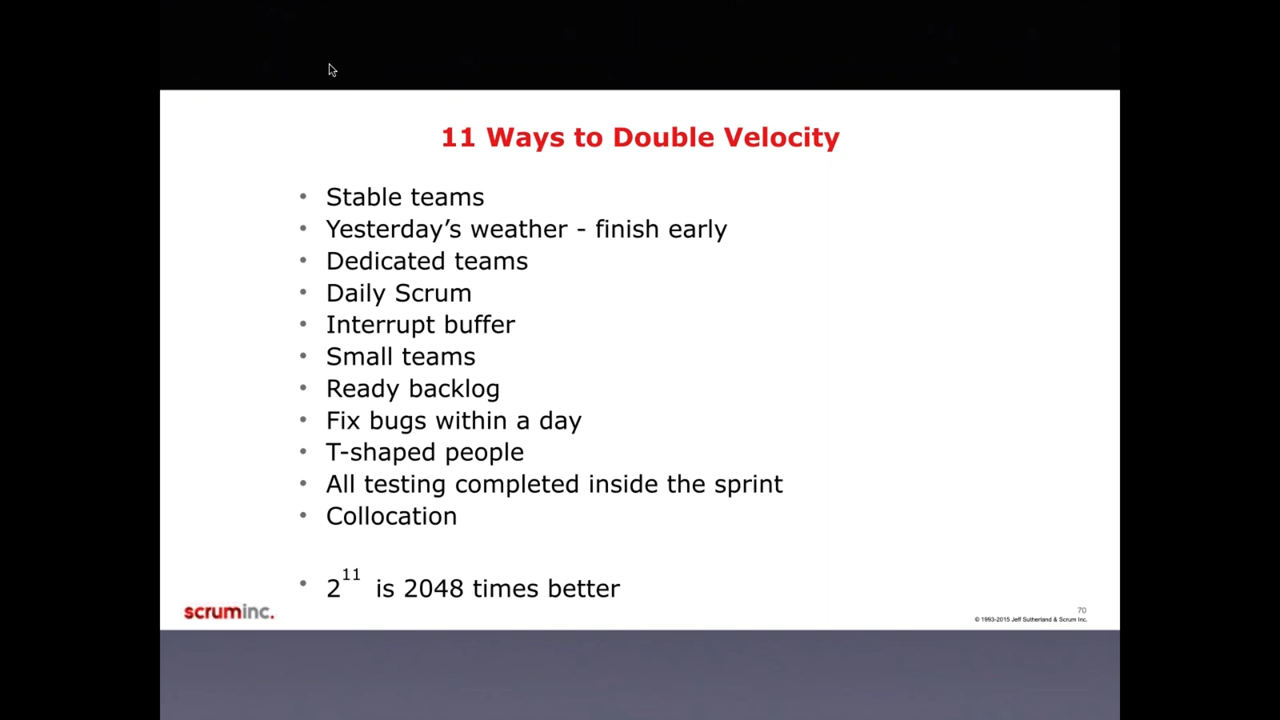 11 Ways to Double Velocity
• Stable teams
• Yesterday’s weather - finish early
• Dedicated teams
• Daily Scrum
• Interrupt buffer
• Small teams
• Ready backlog
• Fix bugs within a day
• T-shaped people
• All testing completed inside the sprint
• Collocation
• 2¹¹ is 2048 times better
scruminc.
70
© 1993-2015 Jeff Sutherland & Scrum Inc.